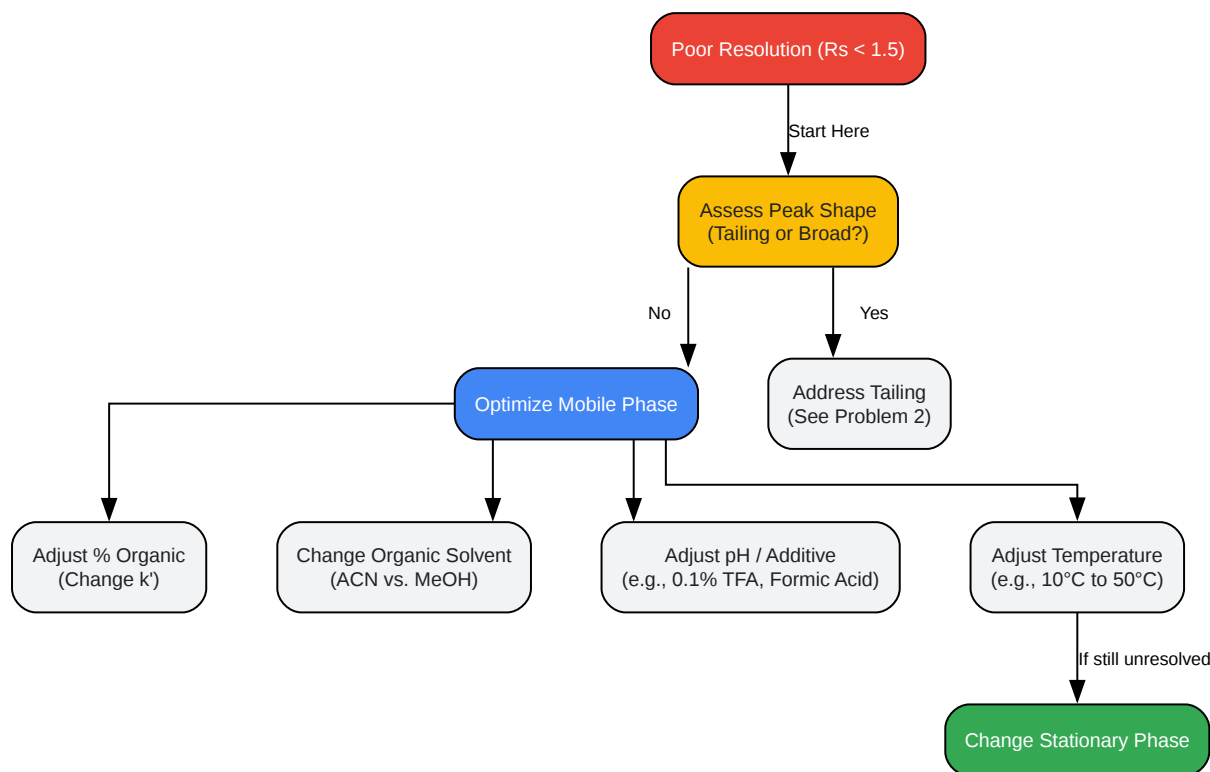 Poor Resolution (Rs < 1.5)
Start Here
Assess Peak Shape
(Tailing or Broad?)
No
Yes
Optimize Mobile Phase
Address Tailing
(See Problem 2)
Adjust % Organic
(Change k')
Change Organic Solvent
(ACN vs. MeOH)
Adjust pH / Additive
(e.g., 0.1% TFA, Formic Acid)
Adjust Temperature
(e.g., 10°C to 50°C)
If still unresolved
Change Stationary Phase